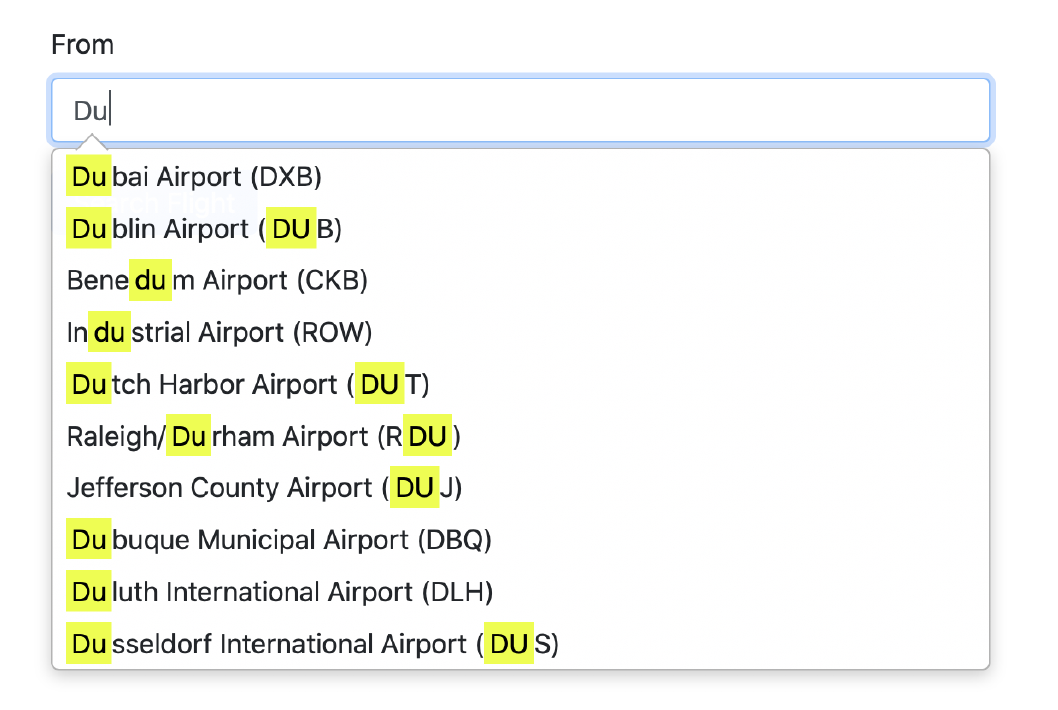 From
Du
Dubai Airport (DXB)
Dublin Airport (DUB)
Benedum Airport (CKB)
Industrial Airport (ROW)
Dutch Harbor Airport (DUT)
Raleigh/Durham Airport (RDU)
Jefferson County Airport (DUJ)
Dubuque Municipal Airport (DBQ)
Duluth International Airport (DLH)
Dusseldorf International Airport (DUS)